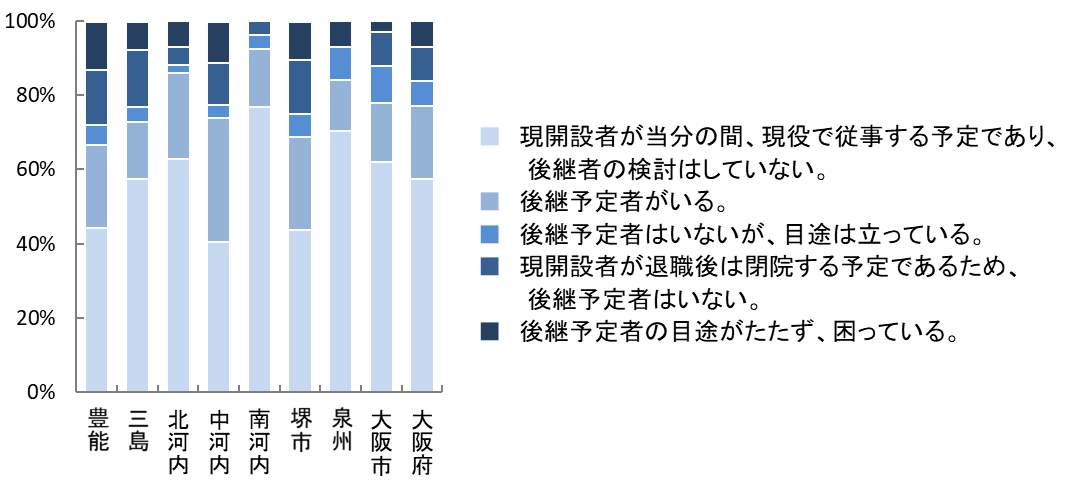 100%
80%
60%
40%
20%
0%
豊能
三島
北河内
中河内
南河内
堺市
泉州
大阪市
大阪府
現開設者が当分の間、現役で従事する予定であり、
後継者の検討はしていない。
後継予定者がいる。
後継予定者はいないが、目途は立っている。
現開設者が退職後は閉院する予定であるため、
後継予定者はいない。
後継予定者の目途がたたず、困っている。